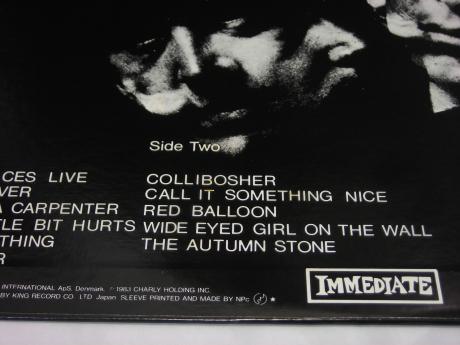 Side Two
CES LIVE COLLIBOSHER
VER CALL IT SOMETHING NICE
A CARPENTER RED BALLOON
TLE BIT HURTS WIDE EYED GIRL ON THE WALL
THING THE AUTUMN STONE
R
INTERNATIONAL ApS, Denmark. ℗ 1983 CHARLY HOLDING INC.
BY KING RECORD CO. LTD Japan SLEEVE PRINTED AND MADE BY NPc
IMMEDIATE